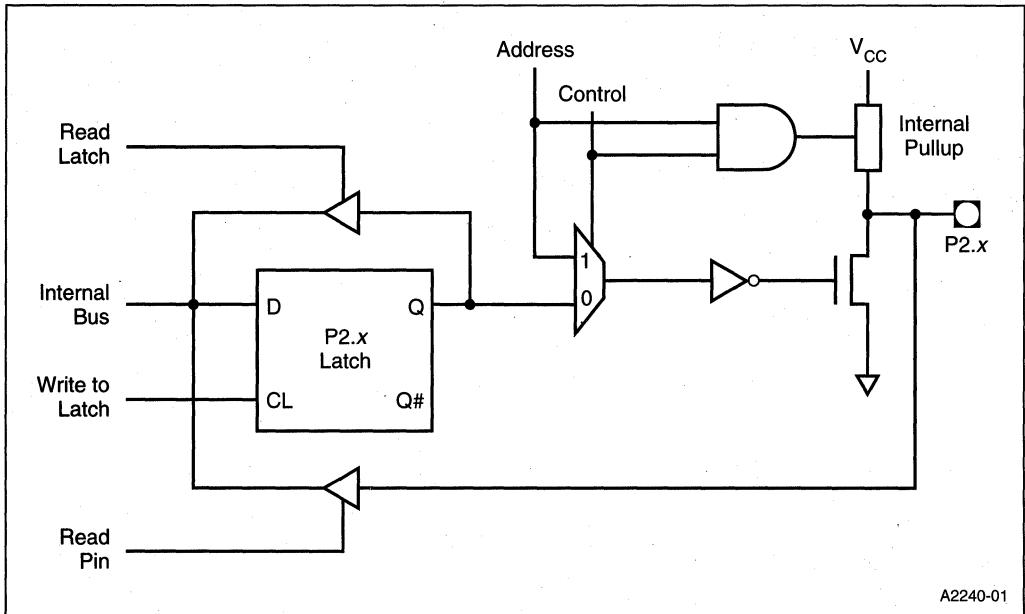 Address
V_CC
Control
Read
Latch
Internal
Pullup
P2.x
1
Internal
Bus
D
Q
0
P2.x
Latch
Write to
Latch
CL
Q#
Read
Pin
A2240-01